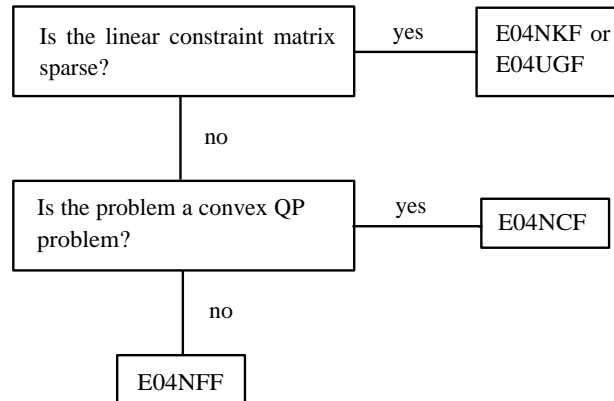 Is the linear constraint matrix
sparse?
yes
E04NKF or
E04UGF
no
Is the problem a convex QP
problem?
yes
E04NCF
no
E04NFF